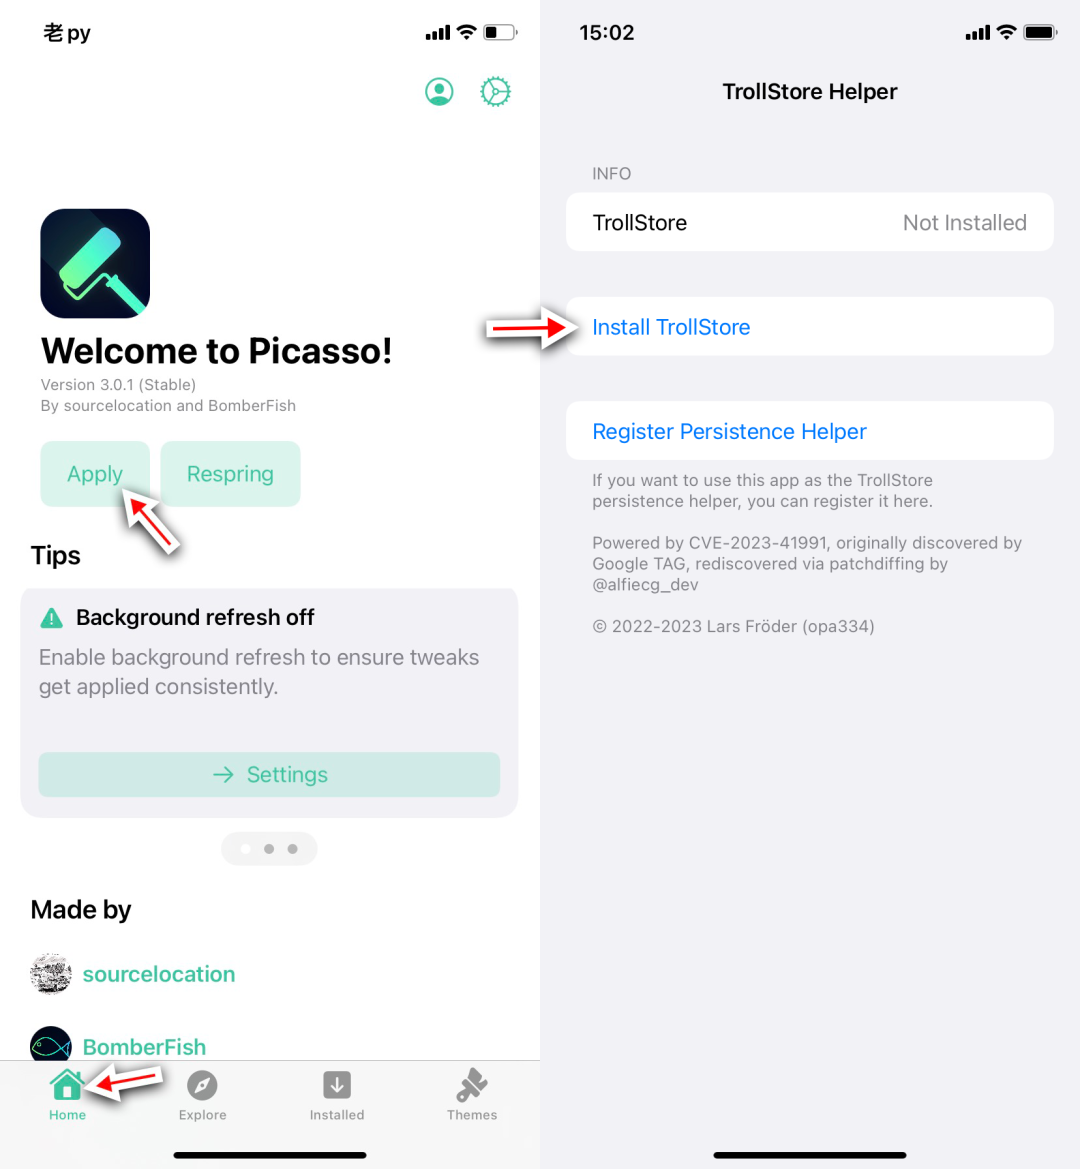 老py
Welcome to Picasso!
Version 3.0.1 (Stable)
By sourcelocation and BomberFish
Apply
Respring
Tips
Background refresh off
Enable background refresh to ensure tweaks
get applied consistently.
→ Settings
Made by
sourcelocation
BomberFish
Home
Explore
Installed
Themes
15:02
TrollStore Helper
INFO
TrollStore
Not Installed
Install TrollStore
Register Persistence Helper
If you want to use this app as the TrollStore
persistence helper, you can register it here.
Powered by CVE-2023-41991, originally discovered by
Google TAG, rediscovered via patchdiffing by
@alfiecg_dev
© 2022-2023 Lars Fröder (opa334)